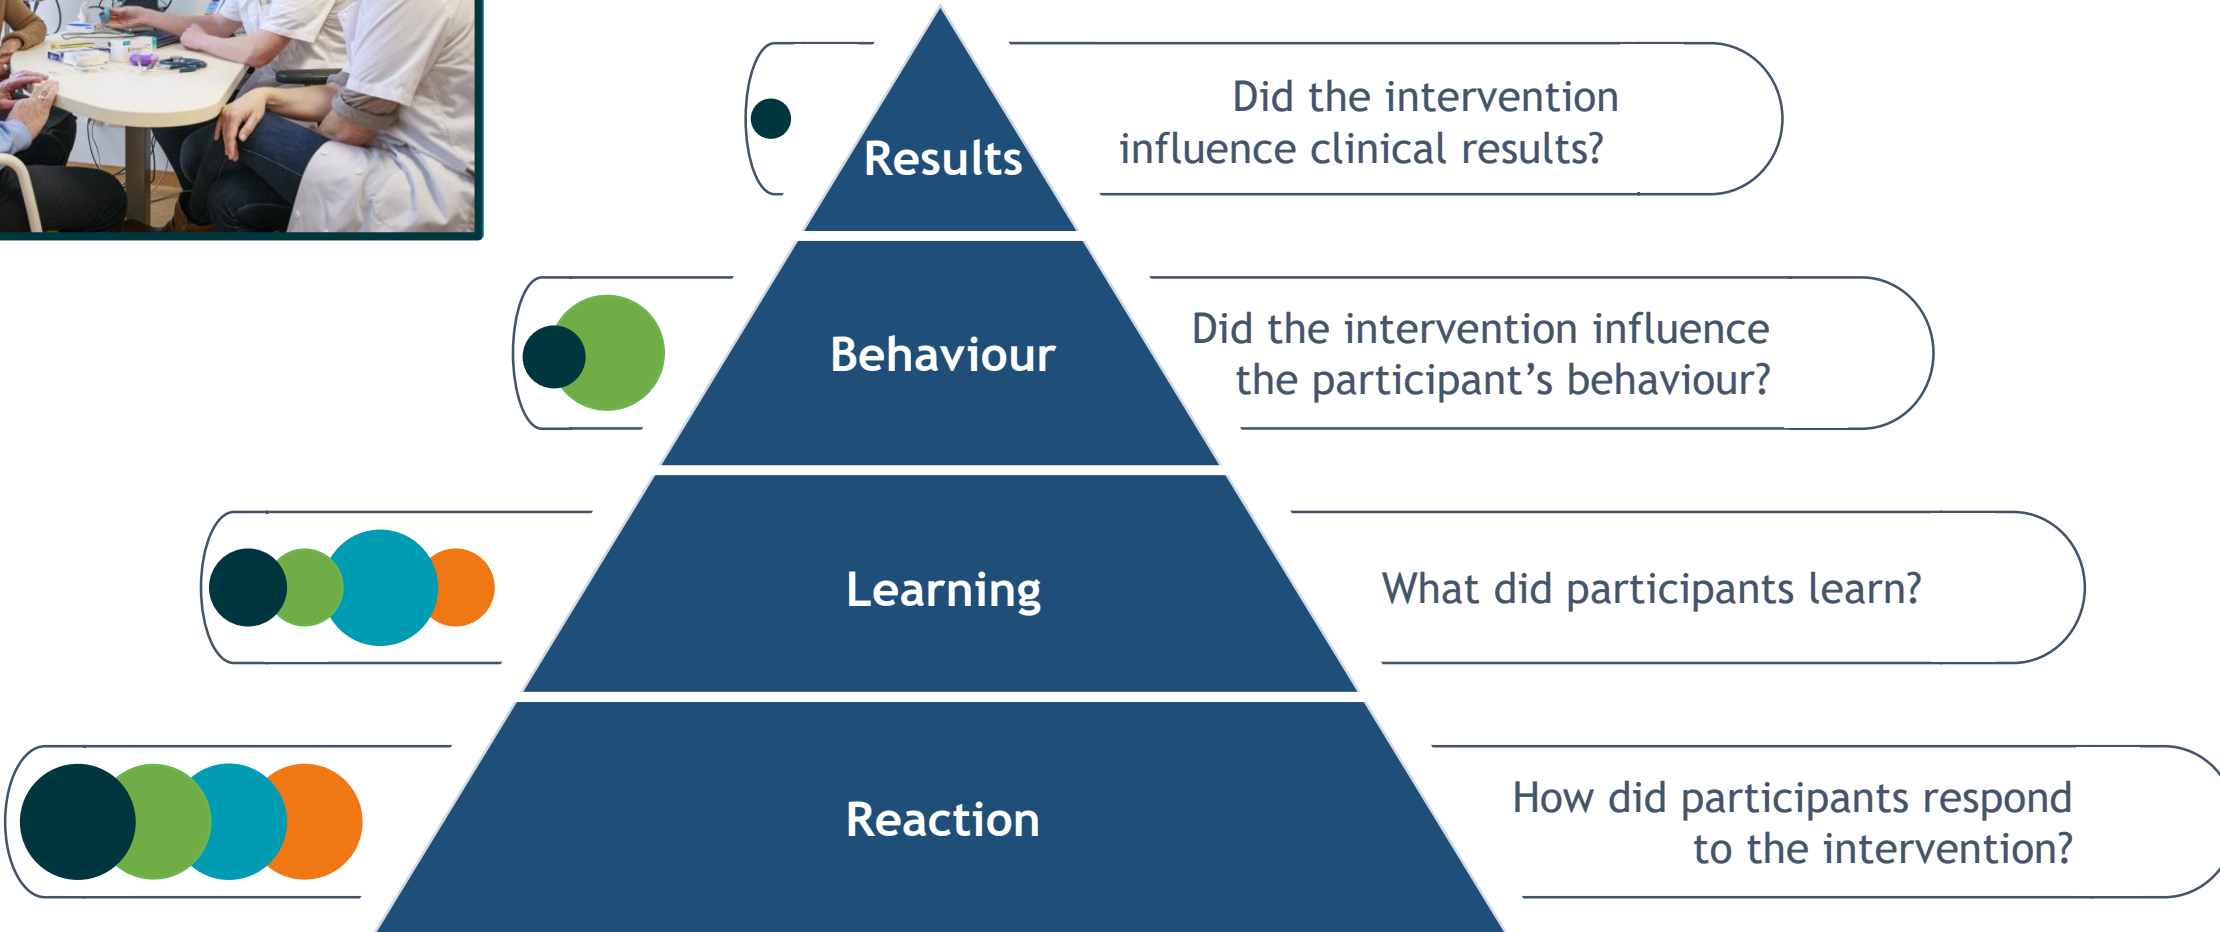 Results
Did the intervention
influence clinical results?
Behaviour
Did the intervention influence
the participant’s behaviour?
Learning
What did participants learn?
Reaction
How did participants respond
to the intervention?